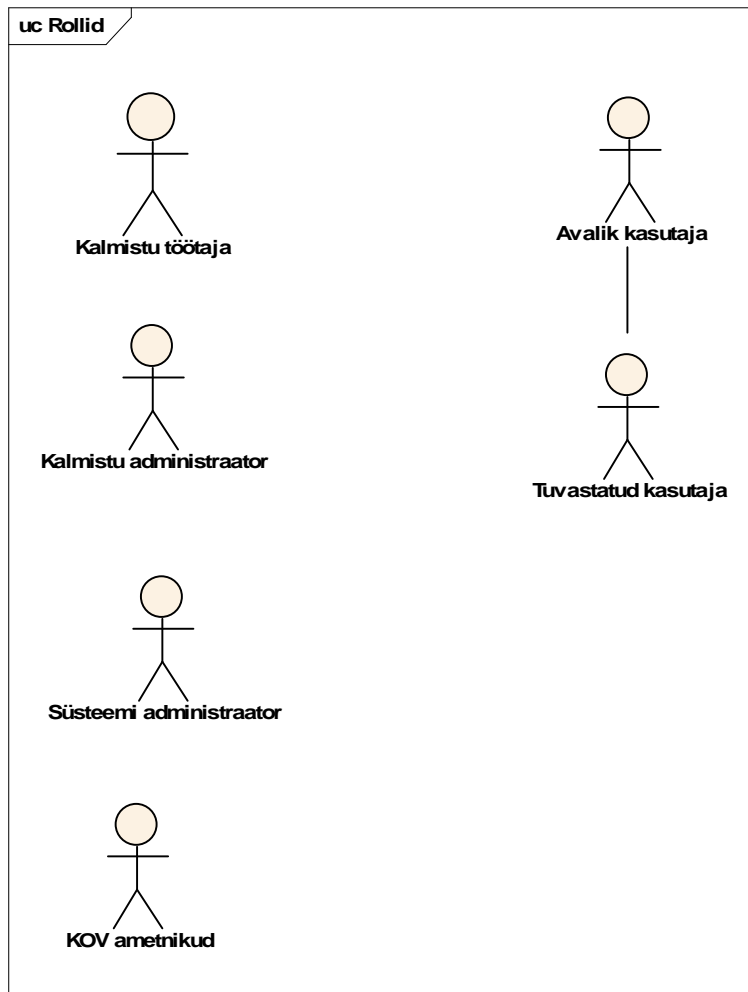 uc Rollid
Kalmistu töötaja
Avalik kasutaja
Kalmistu administraator
Tuvastatud kasutaja
Süsteemi administraator
KOV ametnikud